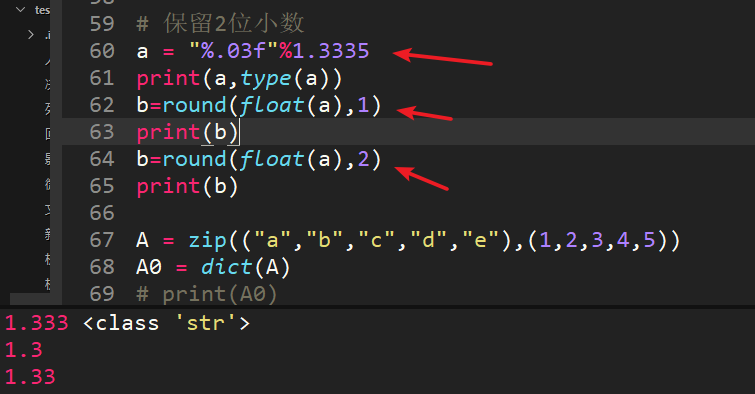 tes
59 # 保留2位小数
60 a = "%.03f"%1.3335
61 print(a,type(a))
62 b=round(float(a),1)
63 print(b)
64 b=round(float(a),2)
65 print(b)
66
67 A = zip(("a","b","c","d","e"),(1,2,3,4,5))
68 A0 = dict(A)
69 # print(A0)
1.333 <class 'str'>
1.3
1.33